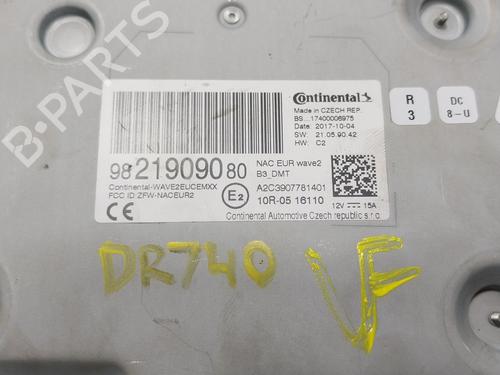 B-PARTS
Continental
Made in CZECH REP.
BS...17400006975
Date: 2017-10-04
SW: 21.05.90.42
HW: C2
R
3
DC
8-U
98 219090 80
NAC EUR wave2
B3_DMT
Continental-WAVE2EUCEMXX
FCC ID:ZFW-NACEUR2
A2C3907781401
10R-05 16110
E2
CE
12V 15A
Continental Automotive Czech republic s.r.o.
DR740
VF